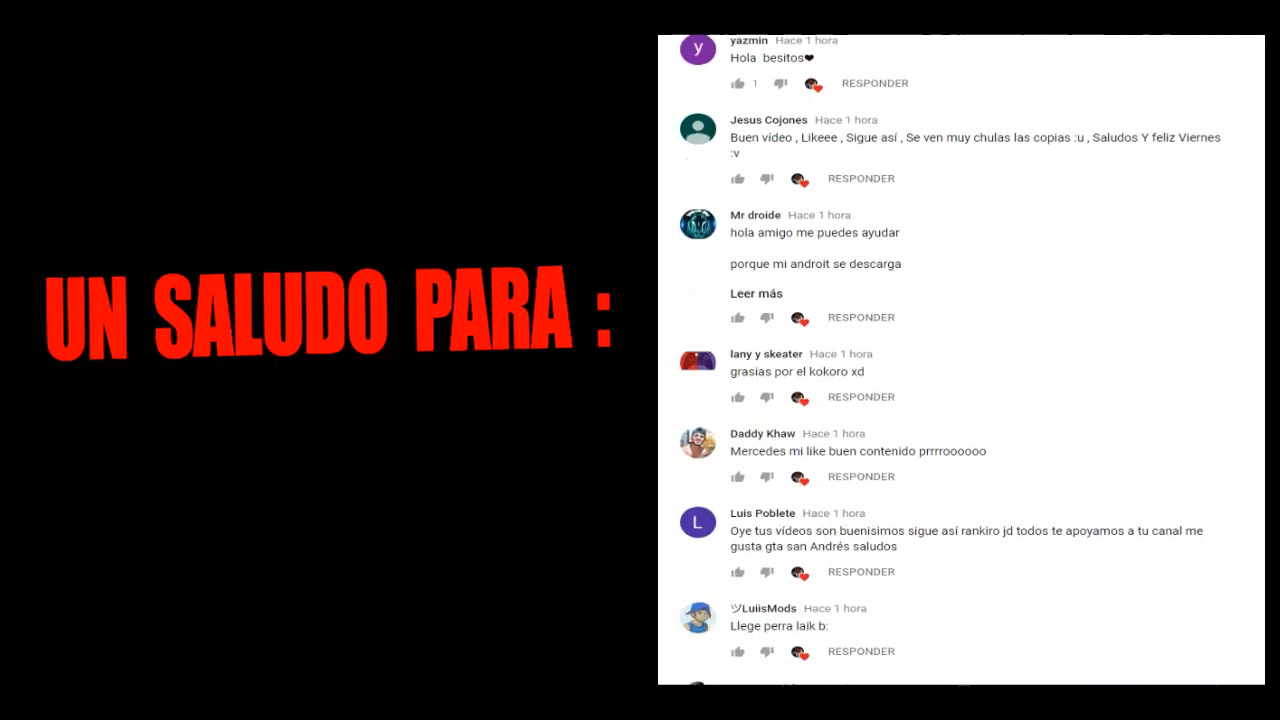 UN SALUDO PARA :
y
yazmin Hace 1 hora
Hola besitos❤
1 RESPONDER
Jesus Cojones Hace 1 hora
Buen vídeo , Likeee , Sigue así , Se ven muy chulas las copias :u , Saludos Y feliz Viernes
:v
RESPONDER
Mr droide Hace 1 hora
hola amigo me puedes ayudar
porque mi androit se descarga
Leer más
RESPONDER
lany y skeater Hace 1 hora
grasias por el kokoro xd
RESPONDER
Daddy Khaw Hace 1 hora
Mercedes mi like buen contenido prrrroooooo
RESPONDER
L
Luis Poblete Hace 1 hora
Oye tus vídeos son buenisimos sigue así rankiro jd todos te apoyamos a tu canal me
gusta gta san Andrés saludos
RESPONDER
ツLuiisMods Hace 1 hora
Llege perra laik b:
RESPONDER